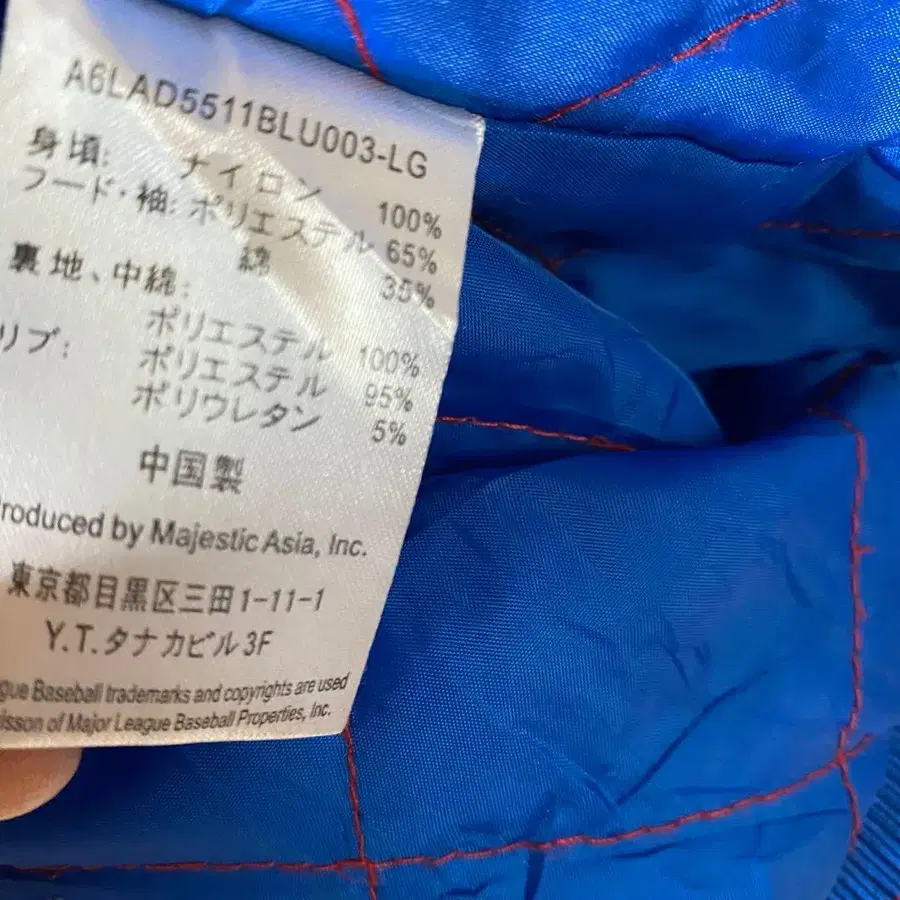 A6LAD5511BLU003-LG
身頃: ナイロン 100%
フード・袖: ポリエステル 65%
綿 35%
裏地、中綿:
ポリエステル 100%
リブ: ポリエステル 95%
ポリウレタン 5%
中国製
roduced by Majestic Asia, Inc.
東京都目黒区三田1-11-1
Y.T.タナカビル3F
gue Baseball trademarks and copyrights are used
isson of Major League Baseball Properties, Inc.